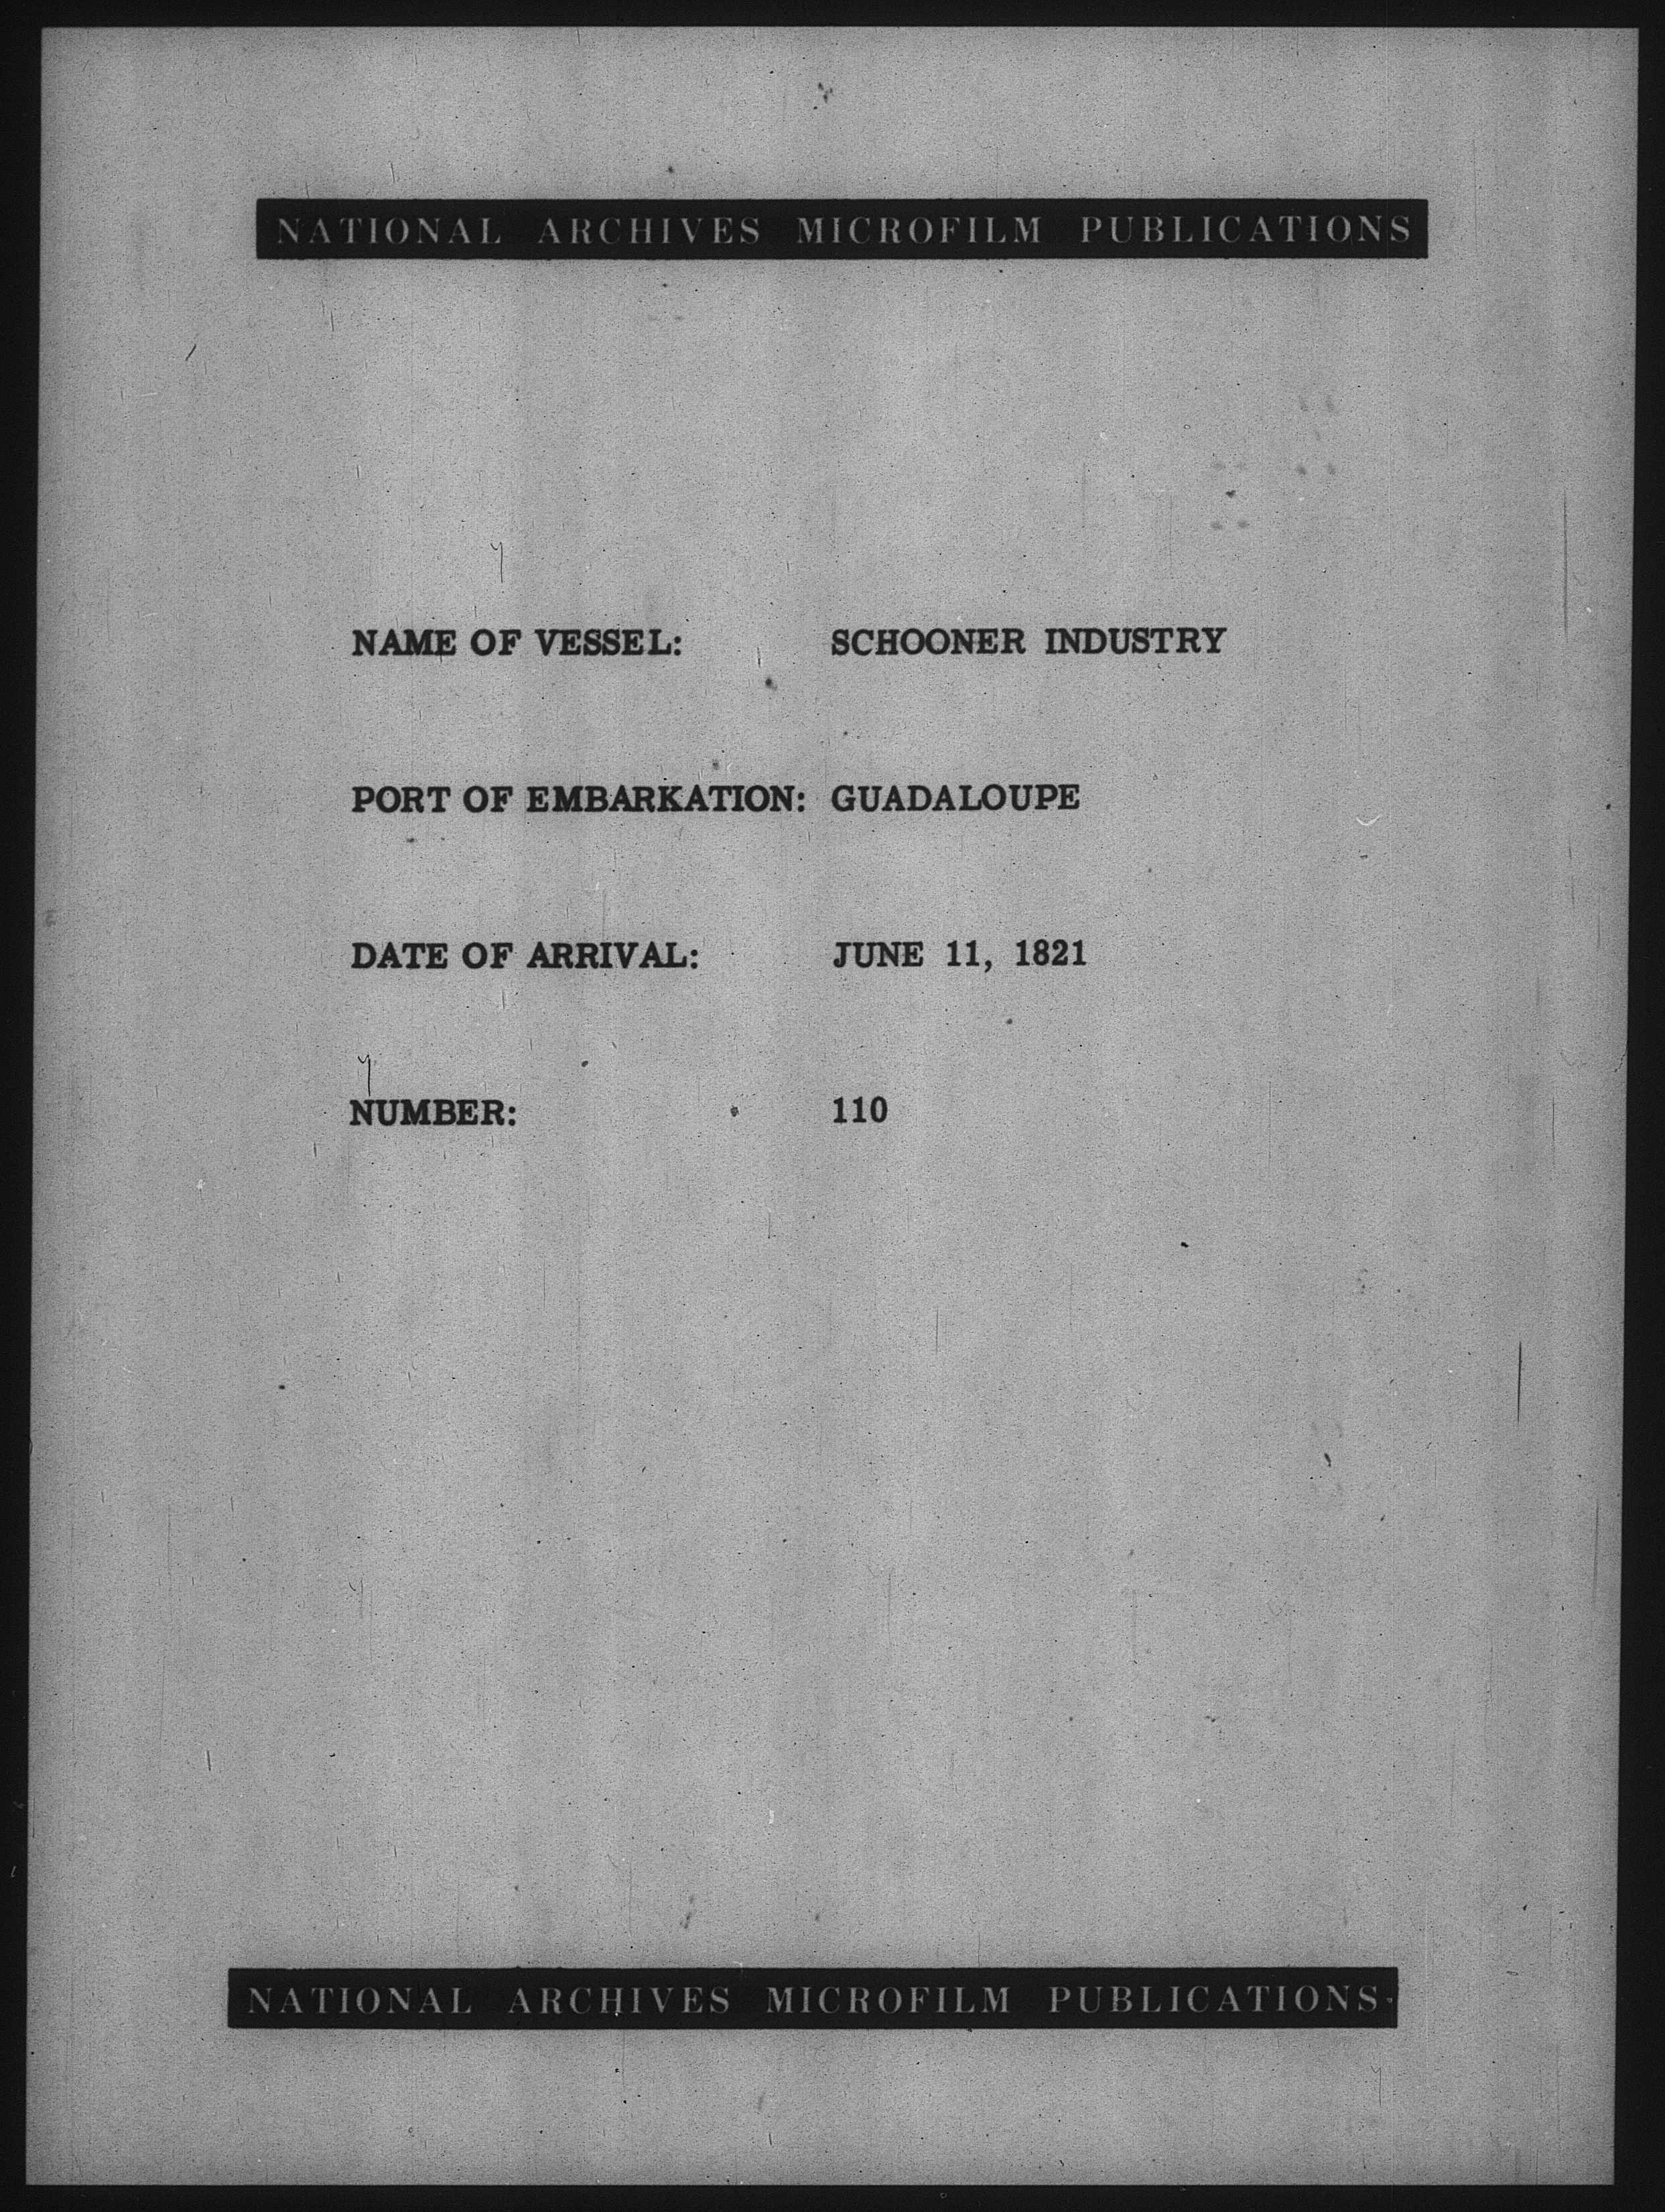 NATIONAL ARCHIVES MICROFILM PUBLICATIONS
NAME OF VESSEL: SCHOONER INDUSTRY
PORT OF EMBARKATION: GUADALOUPE
DATE OF ARRIVAL: JUNE 11, 1821
NUMBER: 110
NATIONAL ARCHIVES MICROFILM PUBLICATIONS